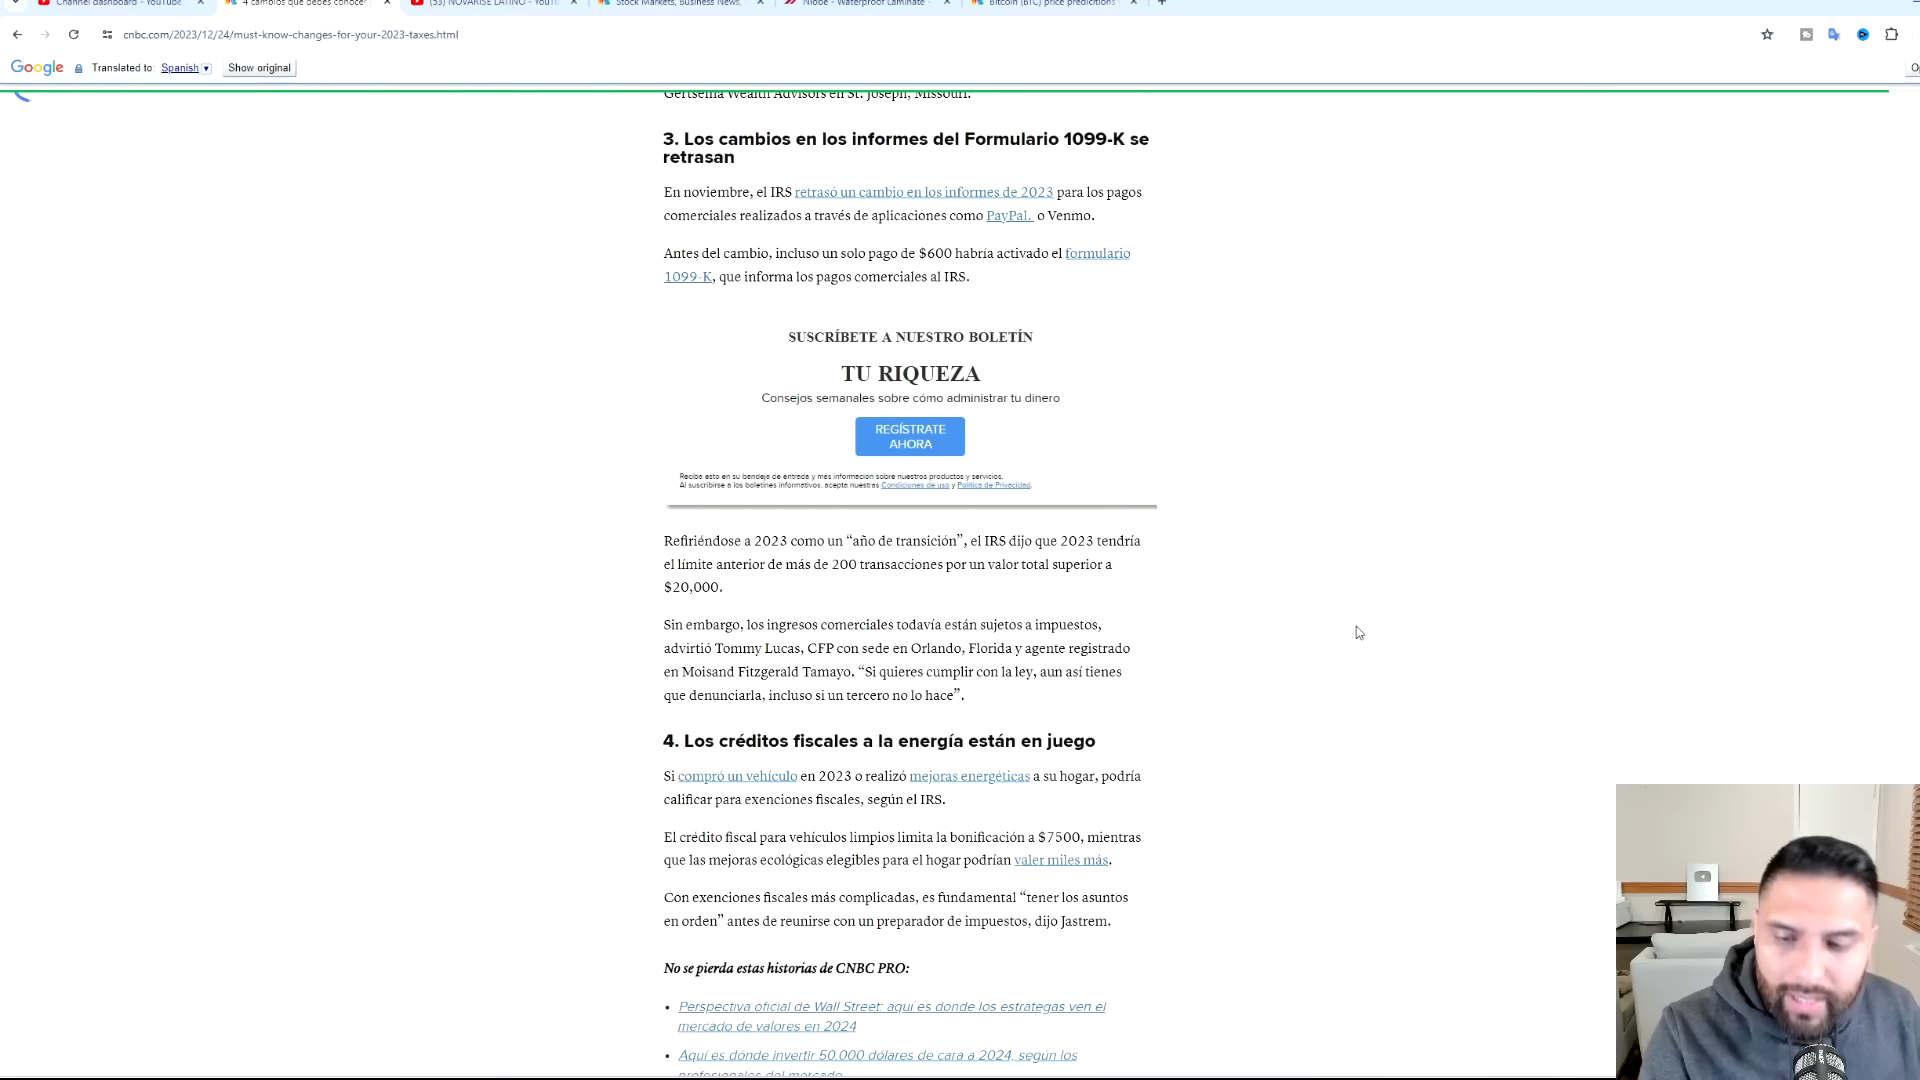 Channel dashboard - YouTube
4 cambios que debes conocer
(53) NOVARISE LATINO - YouTu
Stock Markets, Business News,
Niobe - Waterproof Laminate -
Bitcoin (BTC) price predicitions
cnbc.com/2023/12/24/must-know-changes-for-your-2023-taxes.html
Google Translated to: Spanish Show original
Gertsema Wealth Advisors en St. Joseph, Missouri.
3. Los cambios en los informes del Formulario 1099-K se
retrasan
En noviembre, el IRS retrasó un cambio en los informes de 2023 para los pagos
comerciales realizados a través de aplicaciones como PayPal. o Venmo.
Antes del cambio, incluso un solo pago de $600 habría activado el formulario
1099-K, que informa los pagos comerciales al IRS.
SUSCRÍBETE A NUESTRO BOLETÍN
TU RIQUEZA
Consejos semanales sobre cómo administrar tu dinero
REGÍSTRATE
AHORA
Reciba esto en su bandeja de entrada y más información sobre nuestros productos y servicios.
Al suscribirse a los boletines informativos, acepta nuestras Condiciones de uso y Política de Privacidad.
Refiriéndose a 2023 como un “año de transición”, el IRS dijo que 2023 tendría
el límite anterior de más de 200 transacciones por un valor total superior a
$20,000.
Sin embargo, los ingresos comerciales todavía están sujetos a impuestos,
advirtió Tommy Lucas, CFP con sede en Orlando, Florida y agente registrado
en Moisand Fitzgerald Tamayo. “Si quieres cumplir con la ley, aun así tienes
que denunciarla, incluso si un tercero no lo hace”.
4. Los créditos fiscales a la energía están en juego
Si compró un vehículo en 2023 o realizó mejoras energéticas a su hogar, podría
calificar para exenciones fiscales, según el IRS.
El crédito fiscal para vehículos limpios limita la bonificación a $7500, mientras
que las mejoras ecológicas elegibles para el hogar podrían valer miles más.
Con exenciones fiscales más complicadas, es fundamental “tener los asuntos
en orden” antes de reunirse con un preparador de impuestos, dijo Jastrem.
No se pierda estas historias de CNBC PRO:
• Perspectiva oficial de Wall Street: aquí es donde los estrategas ven el
mercado de valores en 2024
• Aquí es dónde invertir 50.000 dólares de cara a 2024, según los
profesionales del mercado